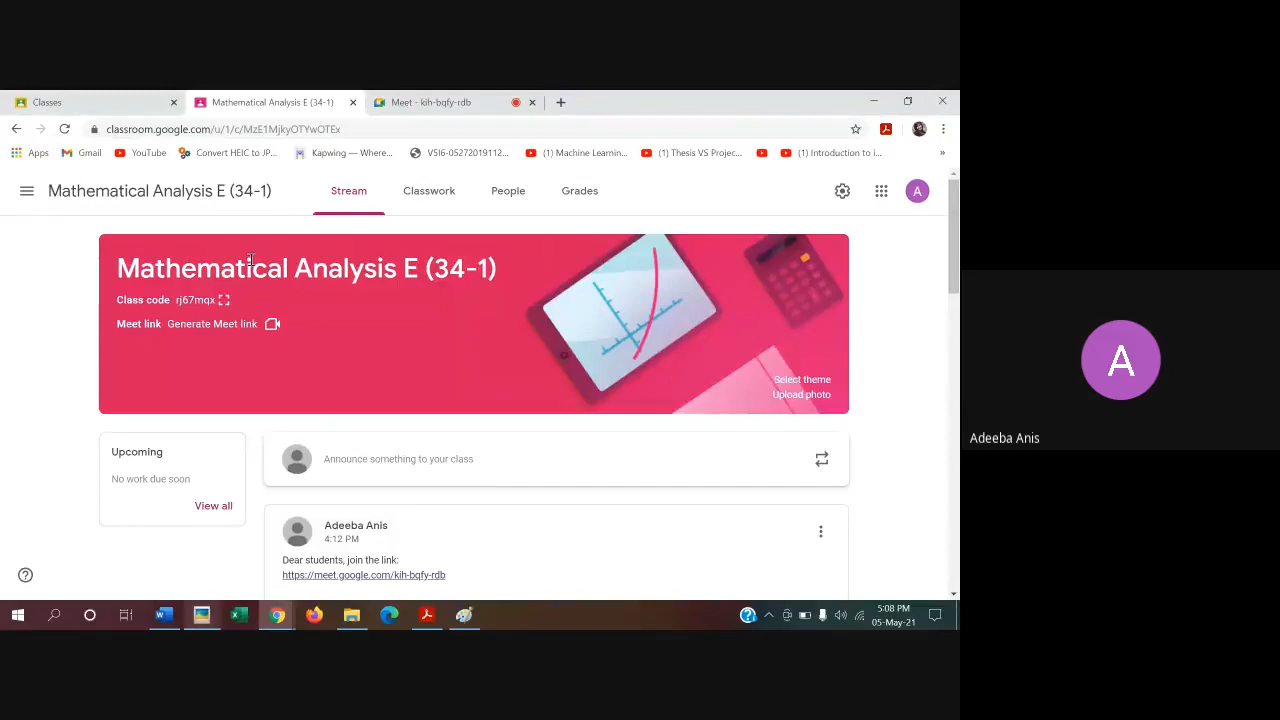 Classes
Mathematical Analysis E (34-1)
Meet - kih-bqfy-rdb
classroom.google.com/u/1/c/MzE1MjkyOTYwOTEx
Apps
Gmail
YouTube
Convert HEIC to JP...
Kapwing — Where...
V5I6-05272019112...
(1) Machine Learnin...
(1) Thesis VS Projec...
(1) Introduction to i...
»
Mathematical Analysis E (34-1)
Stream
Classwork
People
Grades
A
Mathematical Analysis E (34-1)
Class code rj67mqx
Meet link Generate Meet link
Select theme
Upload photo
Upcoming
No work due soon
View all
Announce something to your class
Adeeba Anis
4:12 PM
Dear students, join the link:
https://meet.google.com/kih-bqfy-rdb
5:08 PM
05-May-21
A
Adeeba Anis